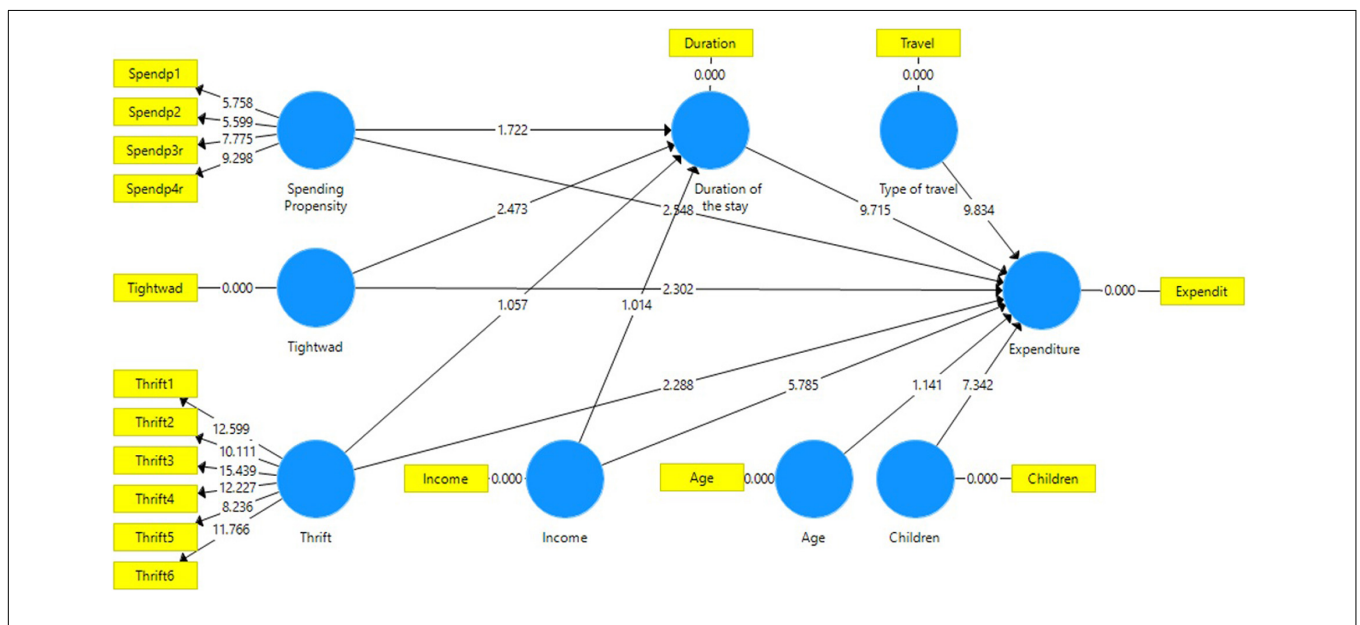 Duration
Travel
0.000
0.000
Spendp1
Spendp2
Spendp3r
Spendp4r
5.758
5.599
7.775
9.298
Spending
Propensity
1.722
Duration of
the stay
Type of travel
2.473
2.548
9.715
9.834
Tightwad
0.000
Tightwad
2.302
1.057
1.014
0.000
Expendit
Expenditure
Thrift1
Thrift2
Thrift3
Thrift4
Thrift5
Thrift6
12.599
10.111
15.439
12.227
8.236
11.766
Thrift
2.288
5.785
1.141
7.342
Income
0.000
Income
Age
0.000
Age
Children
0.000
Children